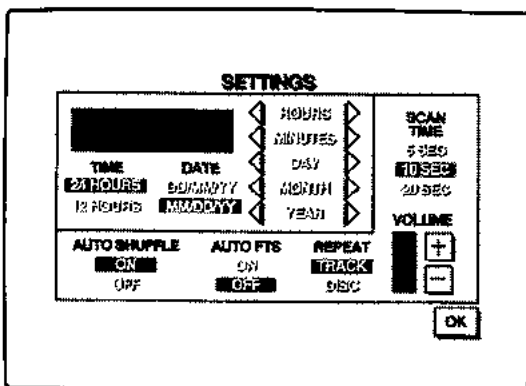 SETTINGS
HOURS
MINUTES
DAY
MONTH
YEAR
TIME
24 HOURS
12 HOURS
DATE
DD/MM/YY
MM/DD/YY
SCAN
TIME
5 SEC
10 SEC
20 SEC
VOLUME
+
−
AUTO SHUFFLE
ON
OFF
AUTO FTS
ON
OFF
REPEAT
TRACK
DISC
OK